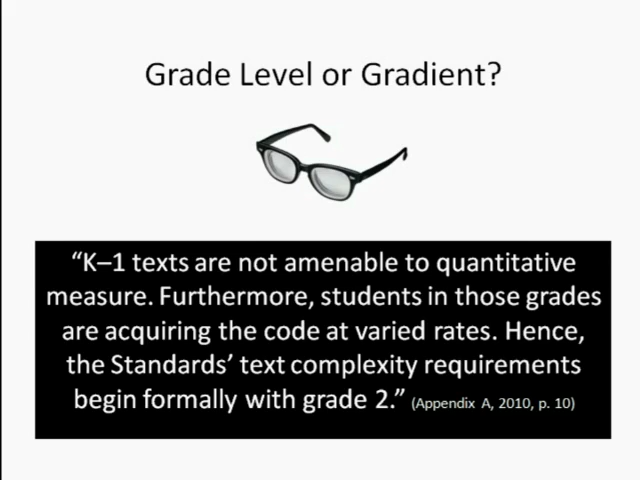 Grade Level or Gradient?
“K–1 texts are not amenable to quantitative
measure. Furthermore, students in those grades
are acquiring the code at varied rates. Hence,
the Standards’ text complexity requirements
begin formally with grade 2.” (Appendix A, 2010, p. 10)